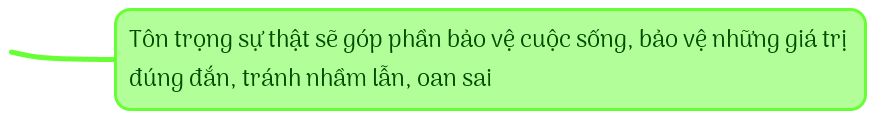 Tôn trọng sự thật sẽ góp phần bảo vệ cuộc sống, bảo vệ những giá trị
đúng đắn, tránh nhầm lẫn, oan sai